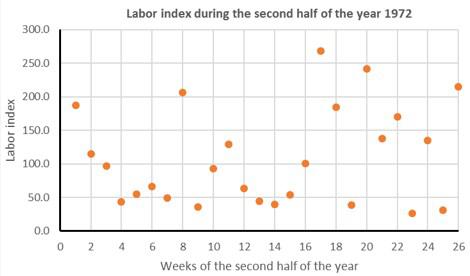 Labor index during the second half of the year 1972
300.0
250.0
200.0
150.0
100.0
50.0
0.0
Labor index
0 2 4 6 8 10 12 14 16 18 20 22 24 26
Weeks of the second half of the year